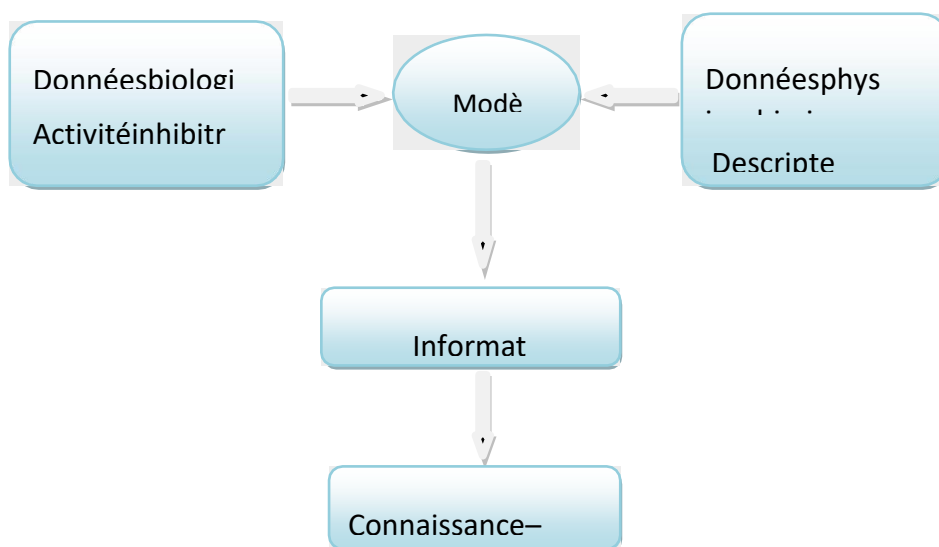 Donnéesbiologi
Activitéinhibitr
Modè
Donnéesphys
Descripte
Informat
Connaissance–